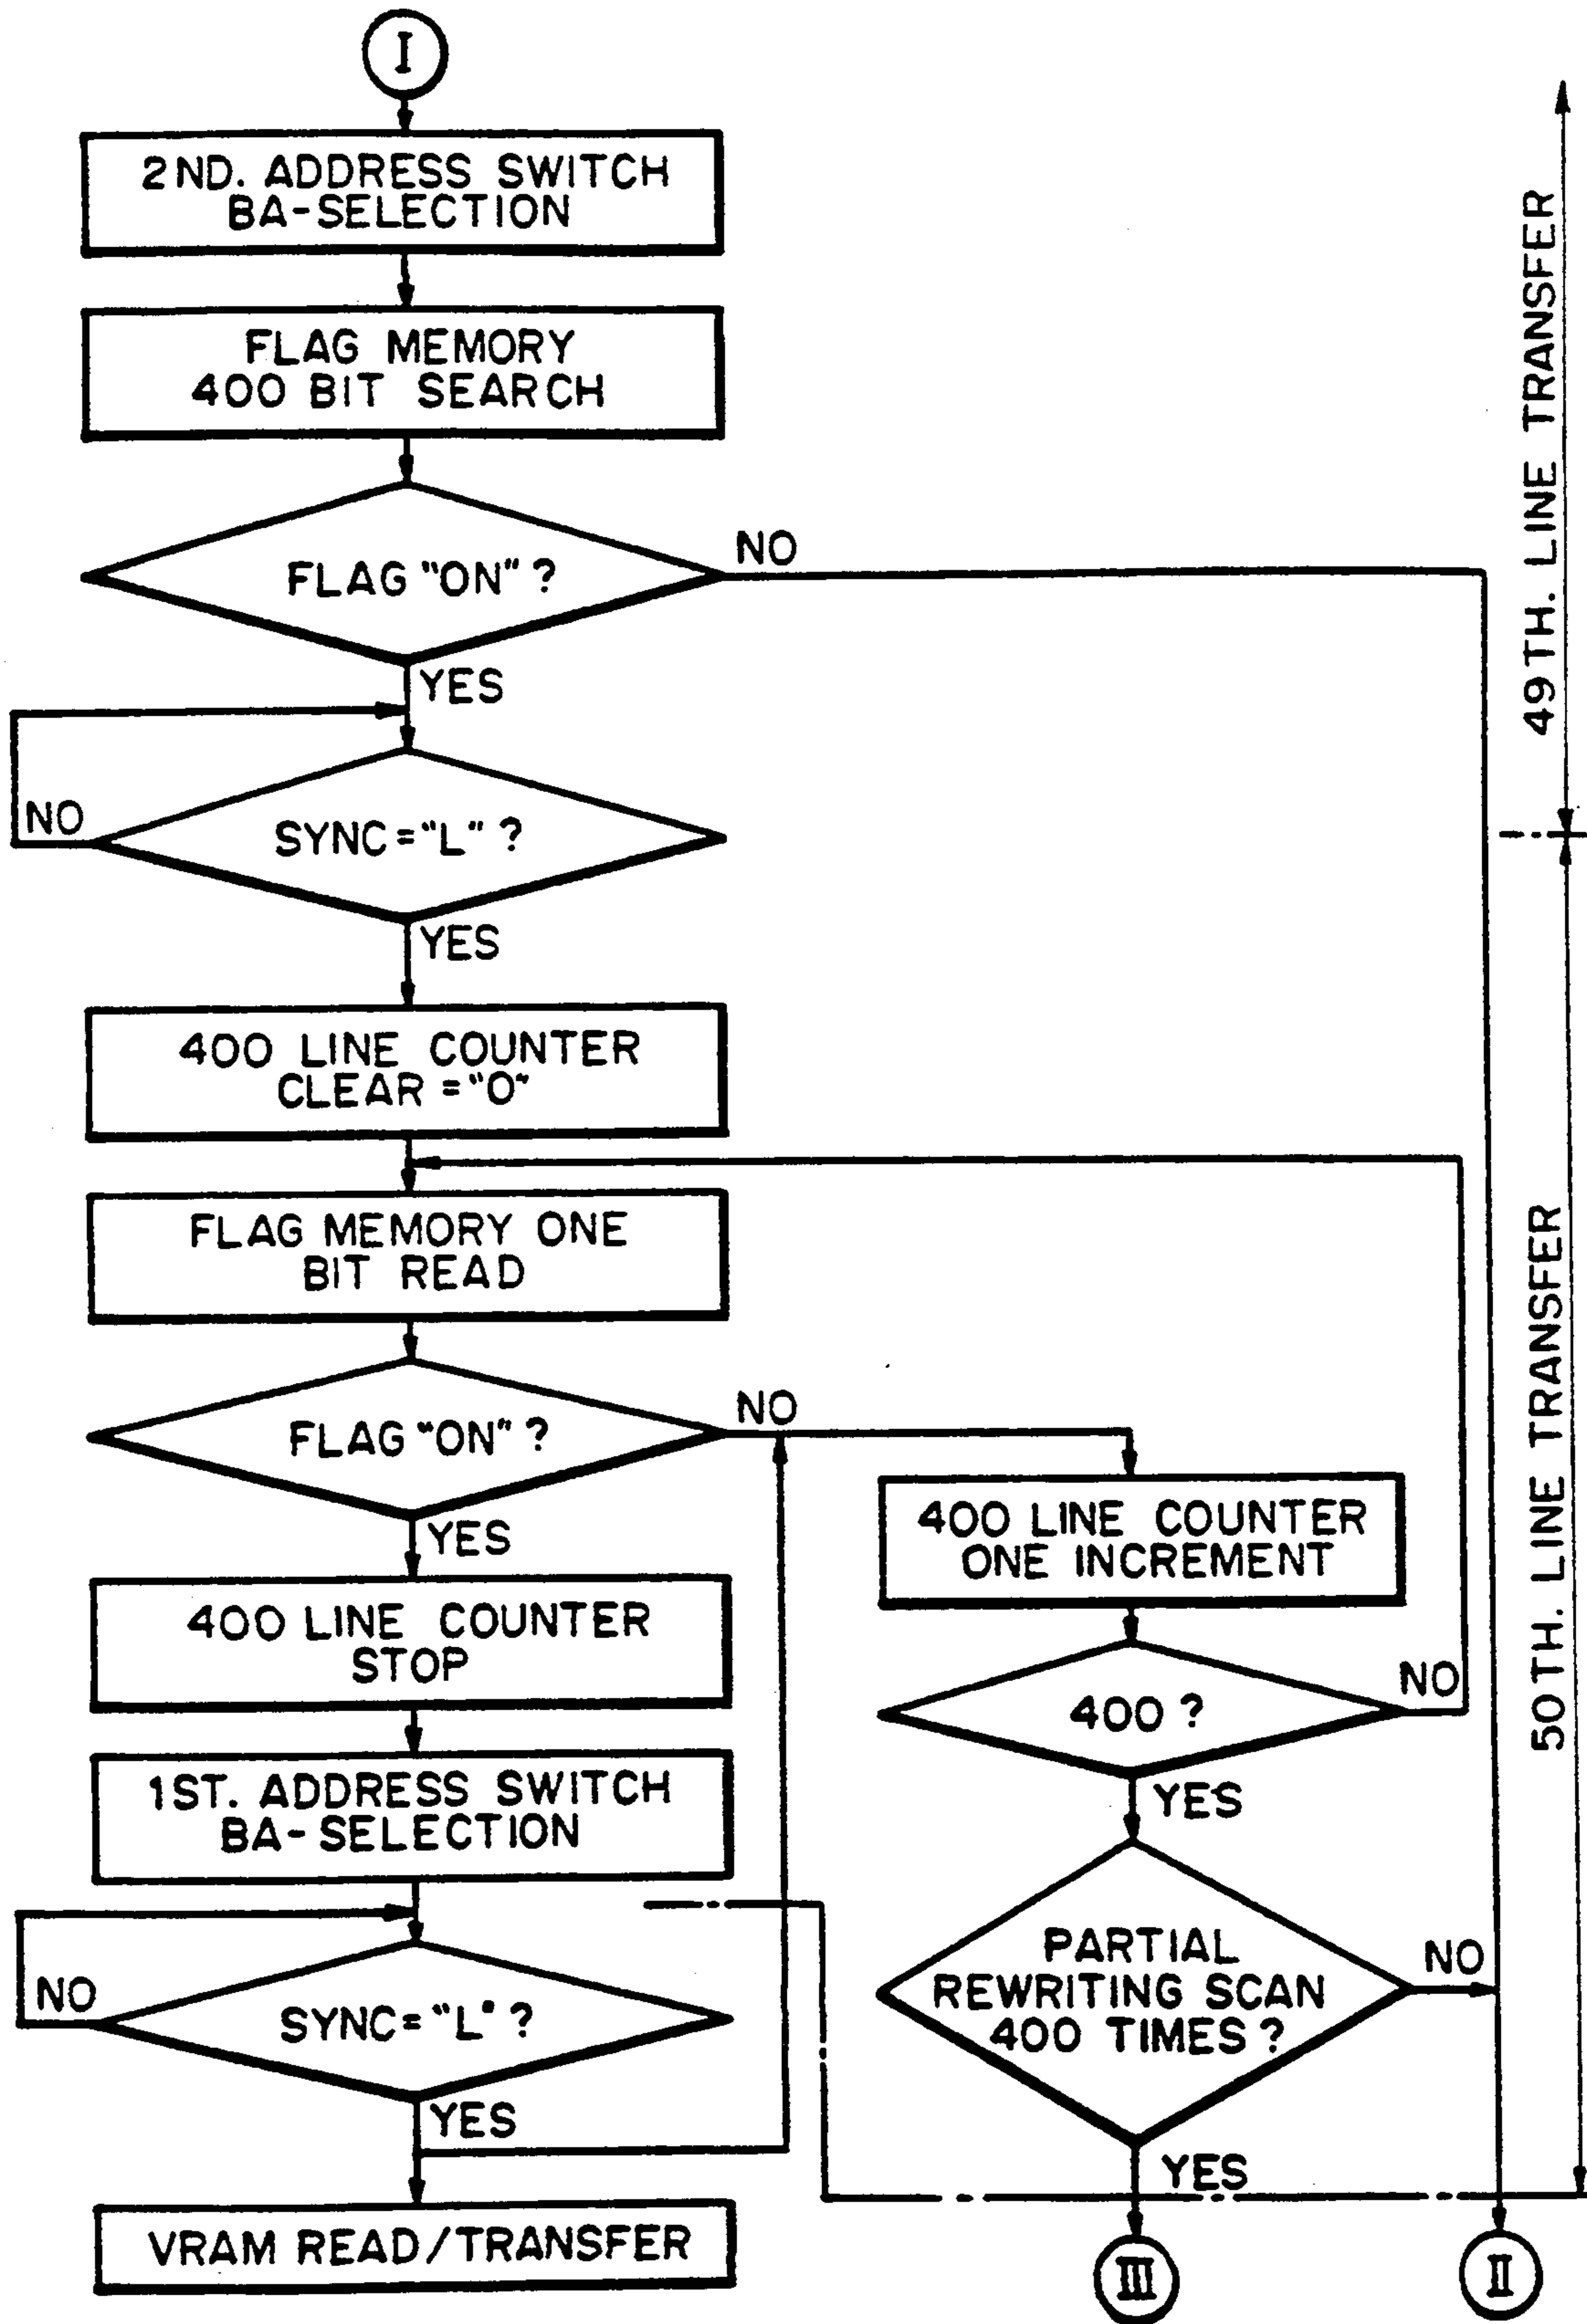 I
2ND. ADDRESS SWITCH
BA-SELECTION
FLAG MEMORY
400 BIT SEARCH
FLAG "ON" ?
NO
YES
SYNC="L" ?
NO
YES
400 LINE COUNTER
CLEAR="0"
FLAG MEMORY ONE
BIT READ
FLAG "ON" ?
NO
YES
400 LINE COUNTER
STOP
1ST. ADDRESS SWITCH
BA-SELECTION
SYNC="L" ?
NO
YES
VRAM READ/TRANSFER
400 LINE COUNTER
ONE INCREMENT
400 ?
NO
YES
PARTIAL
REWRITING SCAN
400 TIMES ?
NO
YES
III
II
49TH. LINE TRANSFER
50TH. LINE TRANSFER